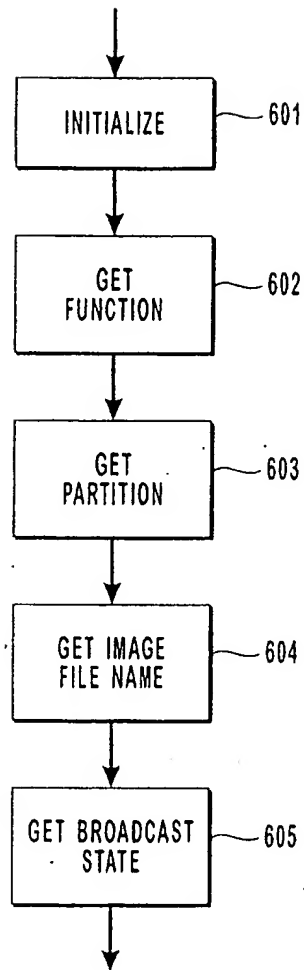 INITIALIZE
601
GET
FUNCTION
602
GET
PARTITION
603
GET IMAGE
FILE NAME
604
GET BROADCAST
STATE
605